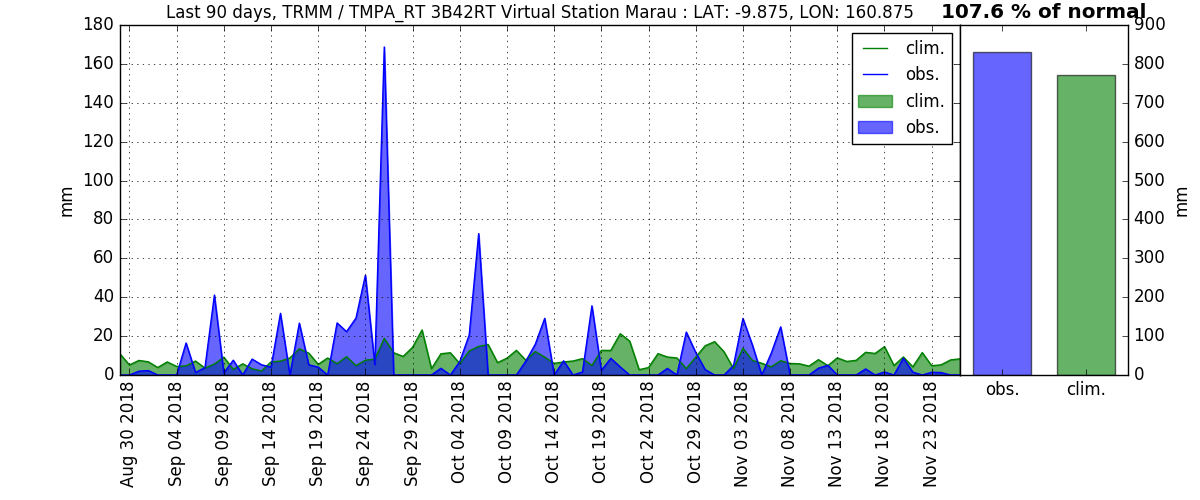 Last 90 days, TRMM / TMPA_RT 3B42RT Virtual Station Marau : LAT: -9.875, LON: 160.875
107.6 % of normal
180
160
140
120
100
80
60
40
20
0
mm
clim.
obs.
clim.
obs.
900
800
700
600
500
400
300
200
100
0
mm
Aug 30 2018
Sep 04 2018
Sep 09 2018
Sep 14 2018
Sep 19 2018
Sep 24 2018
Sep 29 2018
Oct 04 2018
Oct 09 2018
Oct 14 2018
Oct 19 2018
Oct 24 2018
Oct 29 2018
Nov 03 2018
Nov 08 2018
Nov 13 2018
Nov 18 2018
Nov 23 2018
obs.
clim.